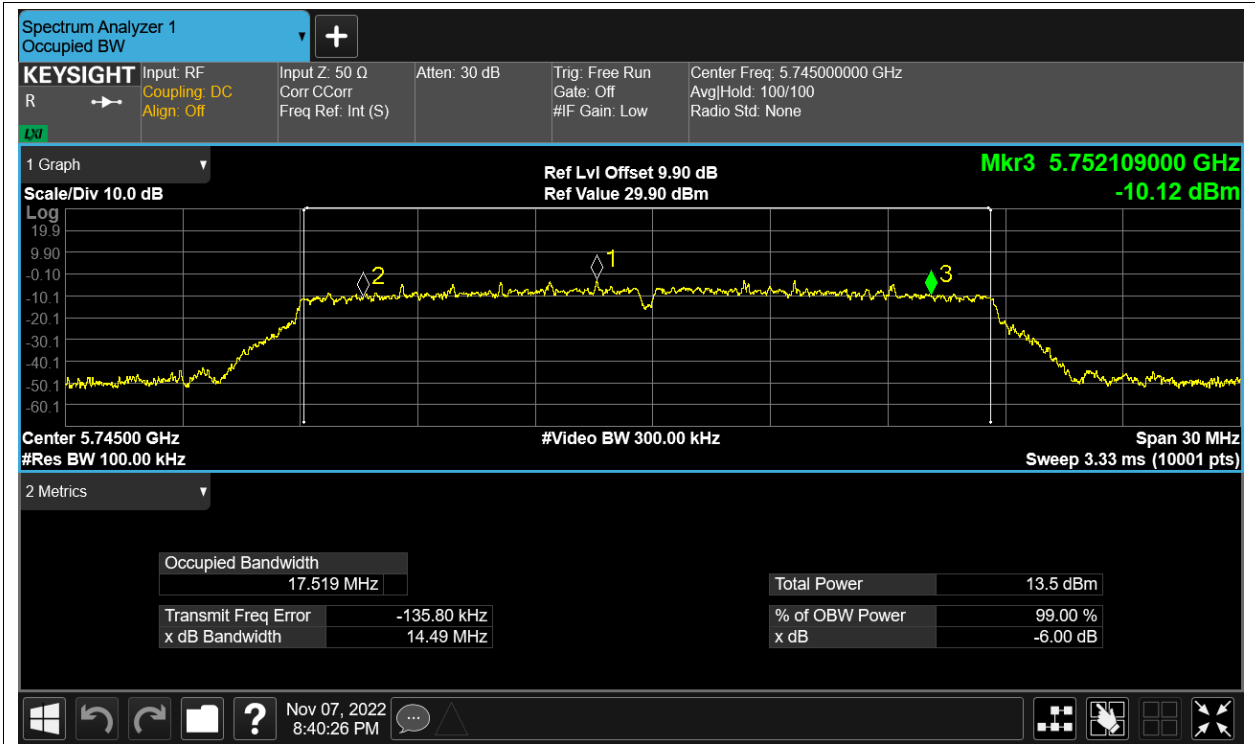 Spectrum Analyzer 1
Occupied BW
+
KEYSIGHT
R
LXI
Input: RF
Coupling: DC
Align: Off
Input Z: 50 Ω
Corr CCorr
Freq Ref: Int (S)
Atten: 30 dB
Trig: Free Run
Gate: Off
#IF Gain: Low
Center Freq: 5.745000000 GHz
Avg|Hold: 100/100
Radio Std: None
1 Graph
Scale/Div 10.0 dB
Ref Lvl Offset 9.90 dB
Ref Value 29.90 dBm
Mkr3 5.752109000 GHz
-10.12 dBm
Log
19.9
9.90
-0.10
-10.1
-20.1
-30.1
-40.1
-50.1
-60.1
2
1
3
Center 5.74500 GHz
#Res BW 100.00 kHz
#Video BW 300.00 kHz
Span 30 MHz
Sweep 3.33 ms (10001 pts)
2 Metrics
Occupied Bandwidth
17.519 MHz
Transmit Freq Error -135.80 kHz
x dB Bandwidth 14.49 MHz
Total Power 13.5 dBm
% of OBW Power 99.00 %
x dB -6.00 dB
?
Nov 07, 2022
8:40:26 PM